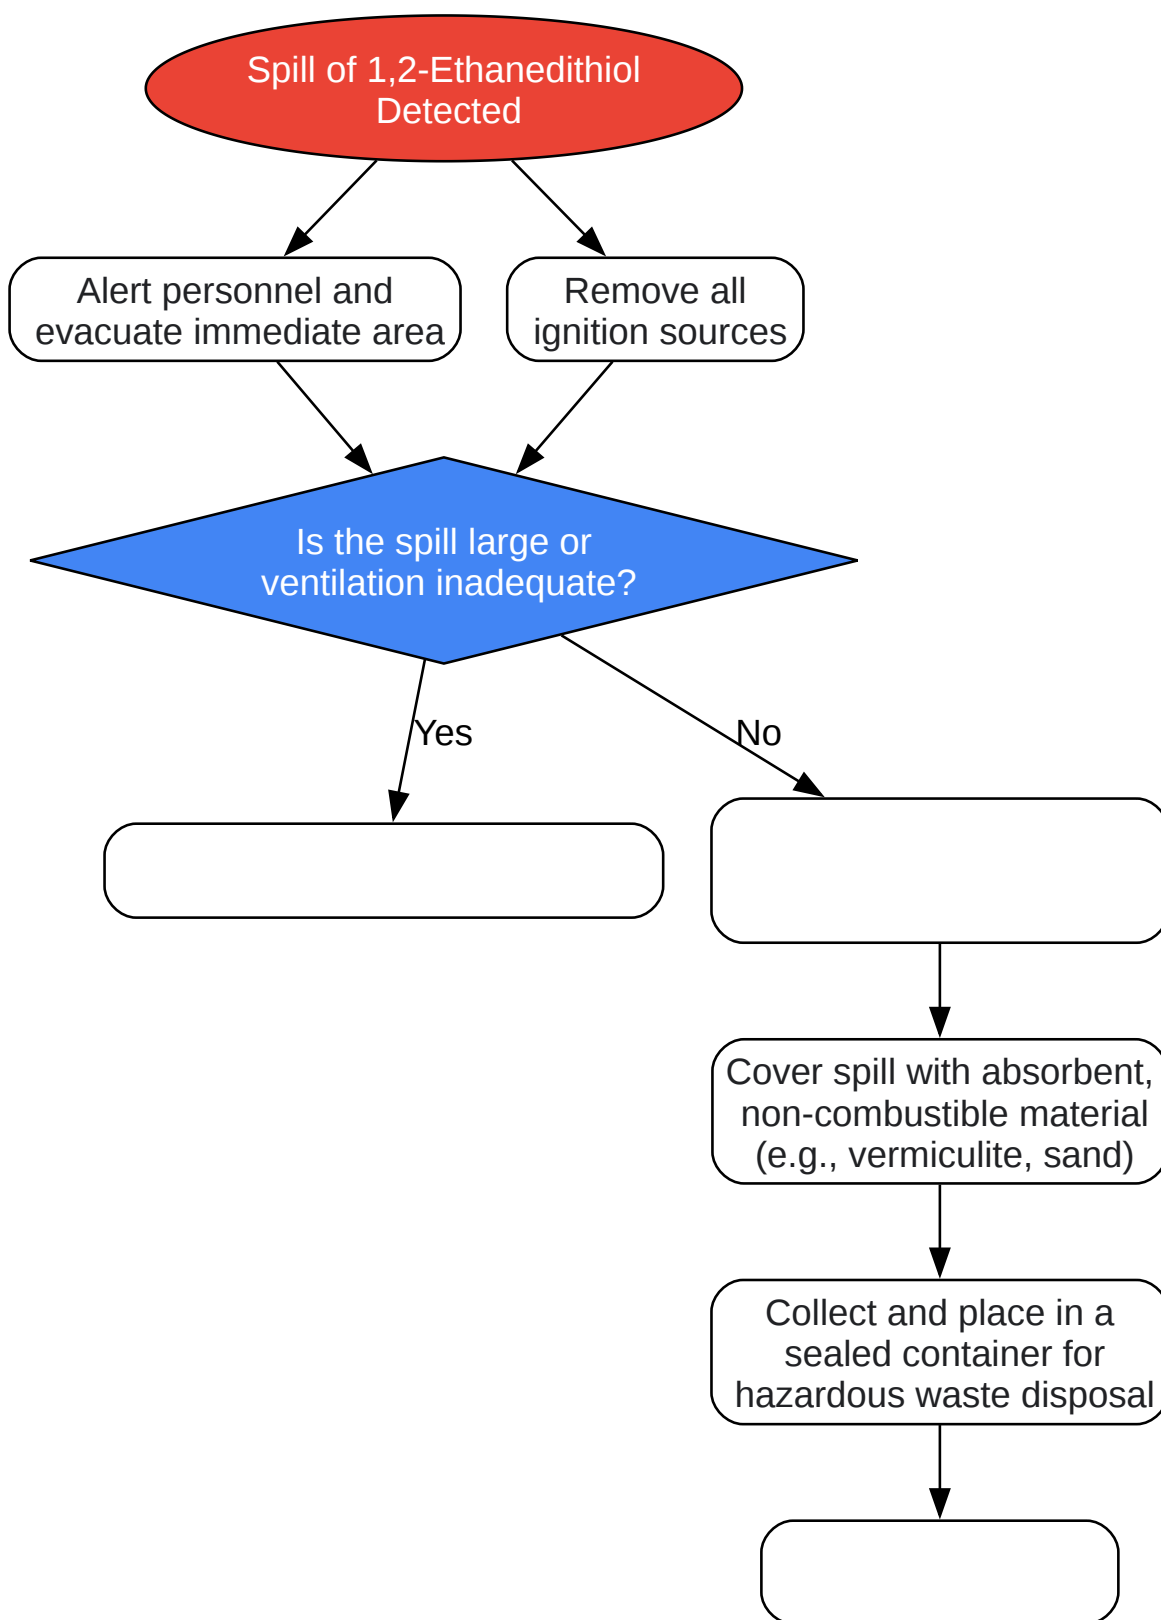 Spill of 1,2-Ethanedithiol
Detected
Alert personnel and
evacuate immediate area
Remove all
ignition sources
Is the spill large or
ventilation inadequate?
Yes
No
Cover spill with absorbent,
non-combustible material
(e.g., vermiculite, sand)
Collect and place in a
sealed container for
hazardous waste disposal